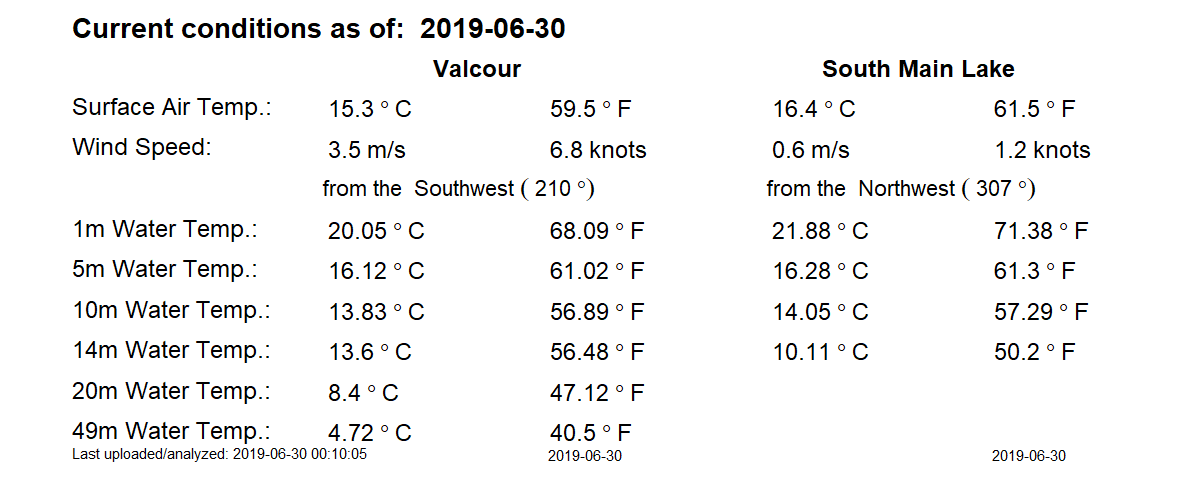 Current conditions as of:  2019-06-30
Valcour South Main Lake
Surface Air Temp.: 15.3 ° C 59.5 ° F 16.4 ° C 61.5 ° F
Wind Speed: 3.5 m/s 6.8 knots 0.6 m/s 1.2 knots
from the  Southwest ( 210 °) from the  Northwest ( 307 °)
1m Water Temp.: 20.05 ° C 68.09 ° F 21.88 ° C 71.38 ° F
5m Water Temp.: 16.12 ° C 61.02 ° F 16.28 ° C 61.3 ° F
10m Water Temp.: 13.83 ° C 56.89 ° F 14.05 ° C 57.29 ° F
14m Water Temp.: 13.6 ° C 56.48 ° F 10.11 ° C 50.2 ° F
20m Water Temp.: 8.4 ° C 47.12 ° F
49m Water Temp.: 4.72 ° C 40.5 ° F
Last uploaded/analyzed: 2019-06-30 00:10:05 2019-06-30 2019-06-30